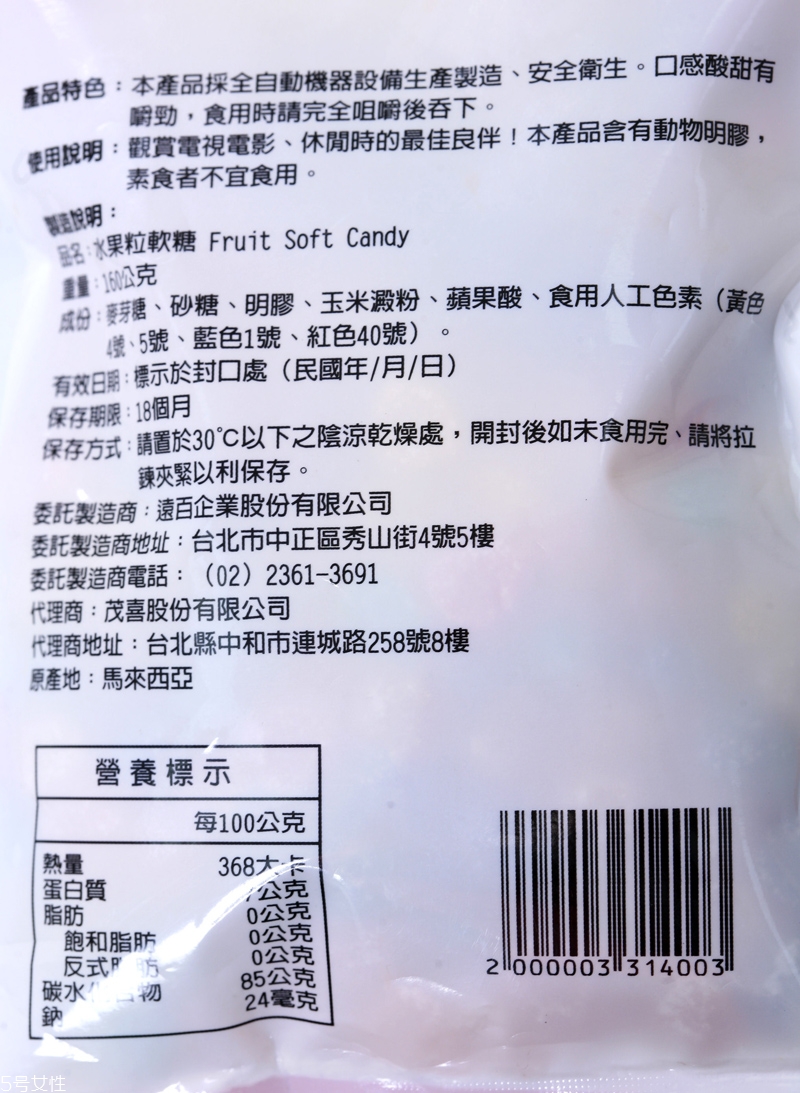 產品特色：本產品採全自動機器設備生產製造、安全衛生。口感酸甜有
嚼勁，食用時請完全咀嚼後吞下。
使用說明：觀賞電視電影、休閒時的最佳良伴！本產品含有動物明膠，
素食者不宜食用。
製造說明：
品名：水果粒軟糖 Fruit Soft Candy
重量：160公克
成份：麥芽糖、砂糖、明膠、玉米澱粉、蘋果酸、食用人工色素（黃色
4號、5號、藍色1號、紅色40號）。
有效日期：標示於封口處（民國年/月/日）
保存期限：18個月
保存方式：請置於30℃以下之陰涼乾燥處，開封後如未食用完、請將拉
鍊夾緊以利保存。
委託製造商：遠百企業股份有限公司
委託製造商地址：台北市中正區秀山街4號5樓
委託製造商電話：（02）2361-3691
代理商：茂喜股份有限公司
代理商地址：台北縣中和市連城路258號8樓
原產地：馬來西亞
營養標示
每100公克
熱量 368大卡
蛋白質 7公克
脂肪 0公克
飽和脂肪 0公克
反式脂肪 0公克
碳水化合物 85公克
鈉 24毫克
2 000003 314003
5号女性